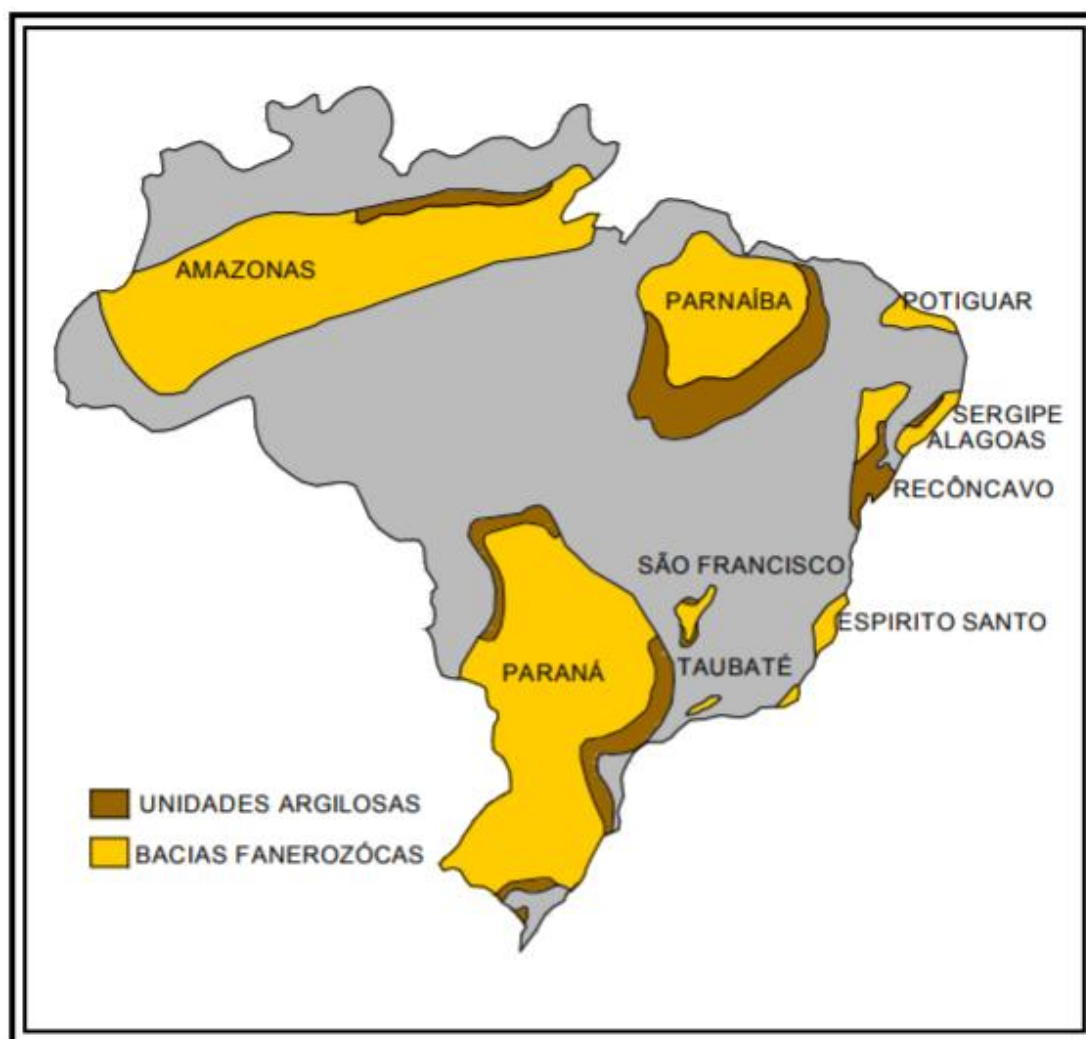 AMAZONAS
PARNAÍBA
POTIGUAR
SERGIPE
ALAGOAS
RECÔNCAVO
SÃO FRANCISCO
ESPIRITO SANTO
PARANÁ
TAUBATÉ
UNIDADES ARGILOSAS
BACIAS FANEROZÓCAS